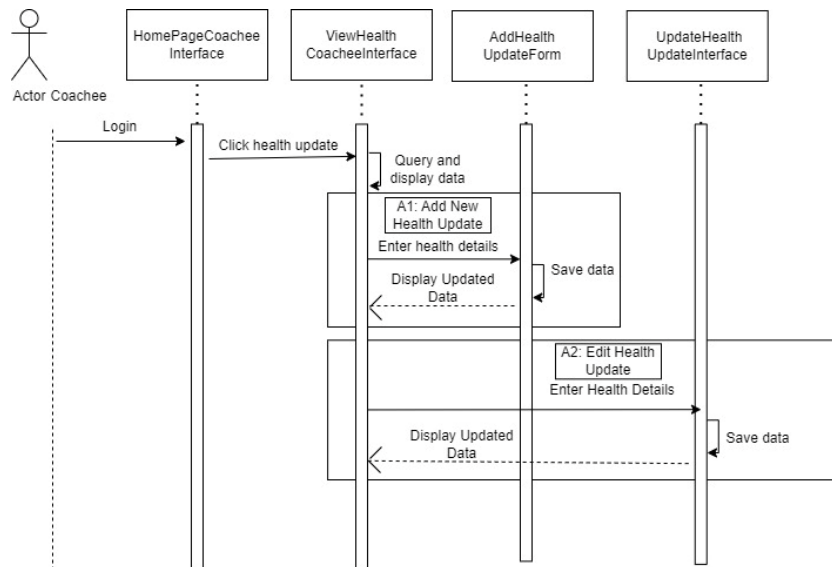 HomePageCoachee
Interface
ViewHealth
CoacheeInterface
AddHealth
UpdateForm
UpdateHealth
UpdateInterface
Actor Coachee
Login
Click health update
Query and
display data
A1: Add New
Health Update
Enter health details
Save data
Display Updated
Data
A2: Edit Health
Update
Enter Health Details
Save data
Display Updated
Data